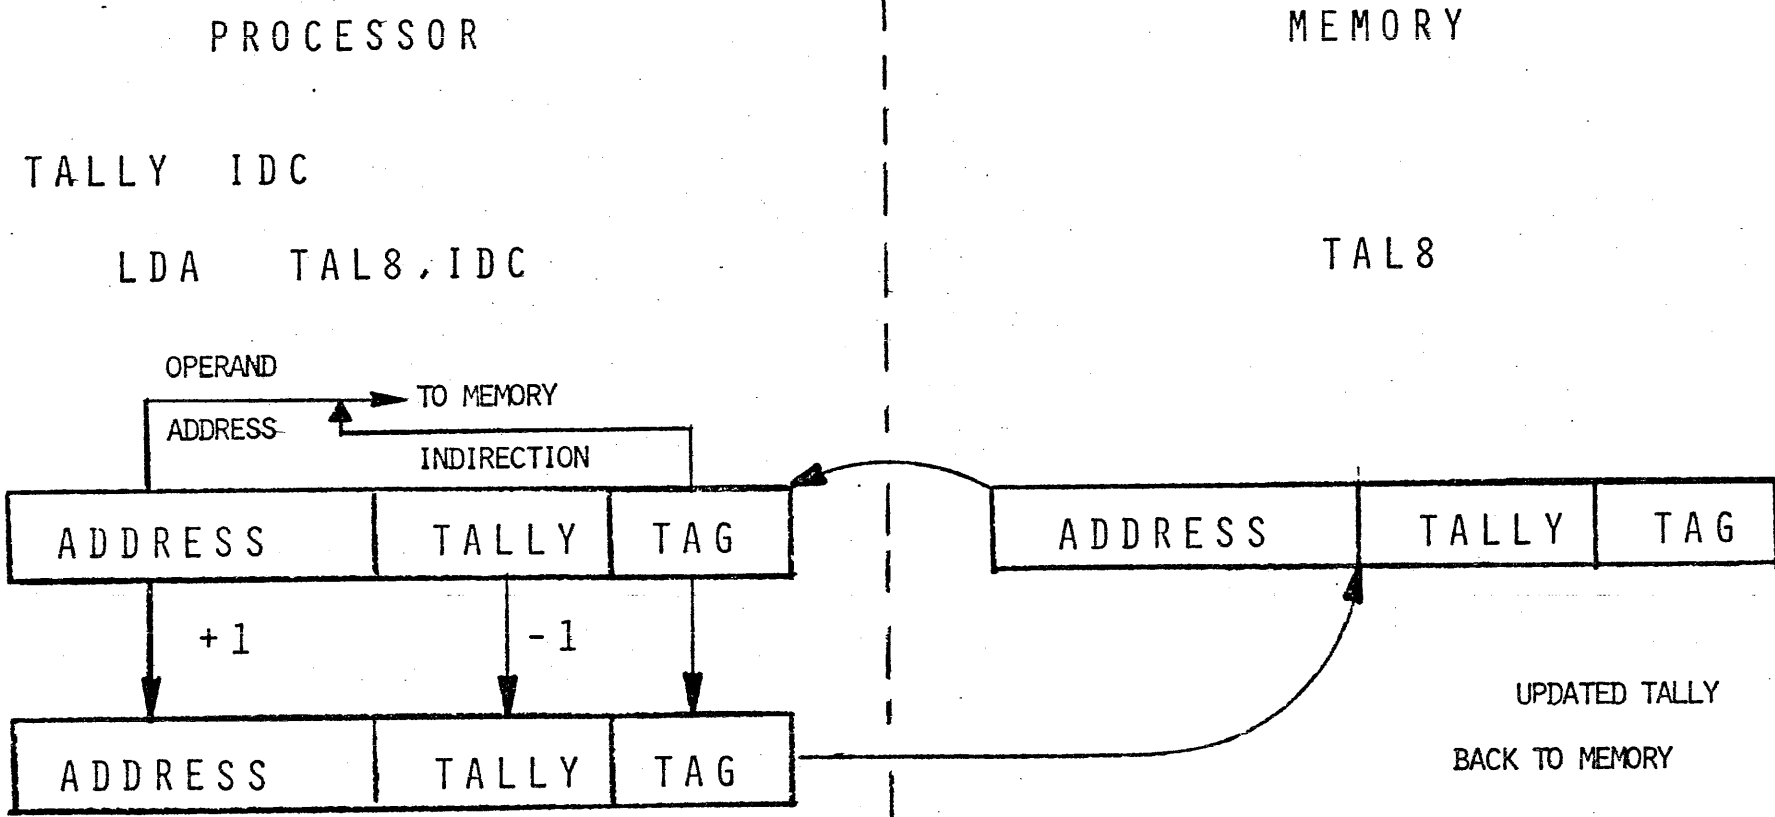 PROCESSOR
MEMORY
TALLY IDC
LDA TAL8,IDC
TAL8
OPERAND
TO MEMORY
ADDRESS
INDIRECTION
ADDRESS TALLY TAG
ADDRESS TALLY TAG
+1 -1
UPDATED TALLY
BACK TO MEMORY
ADDRESS TALLY TAG